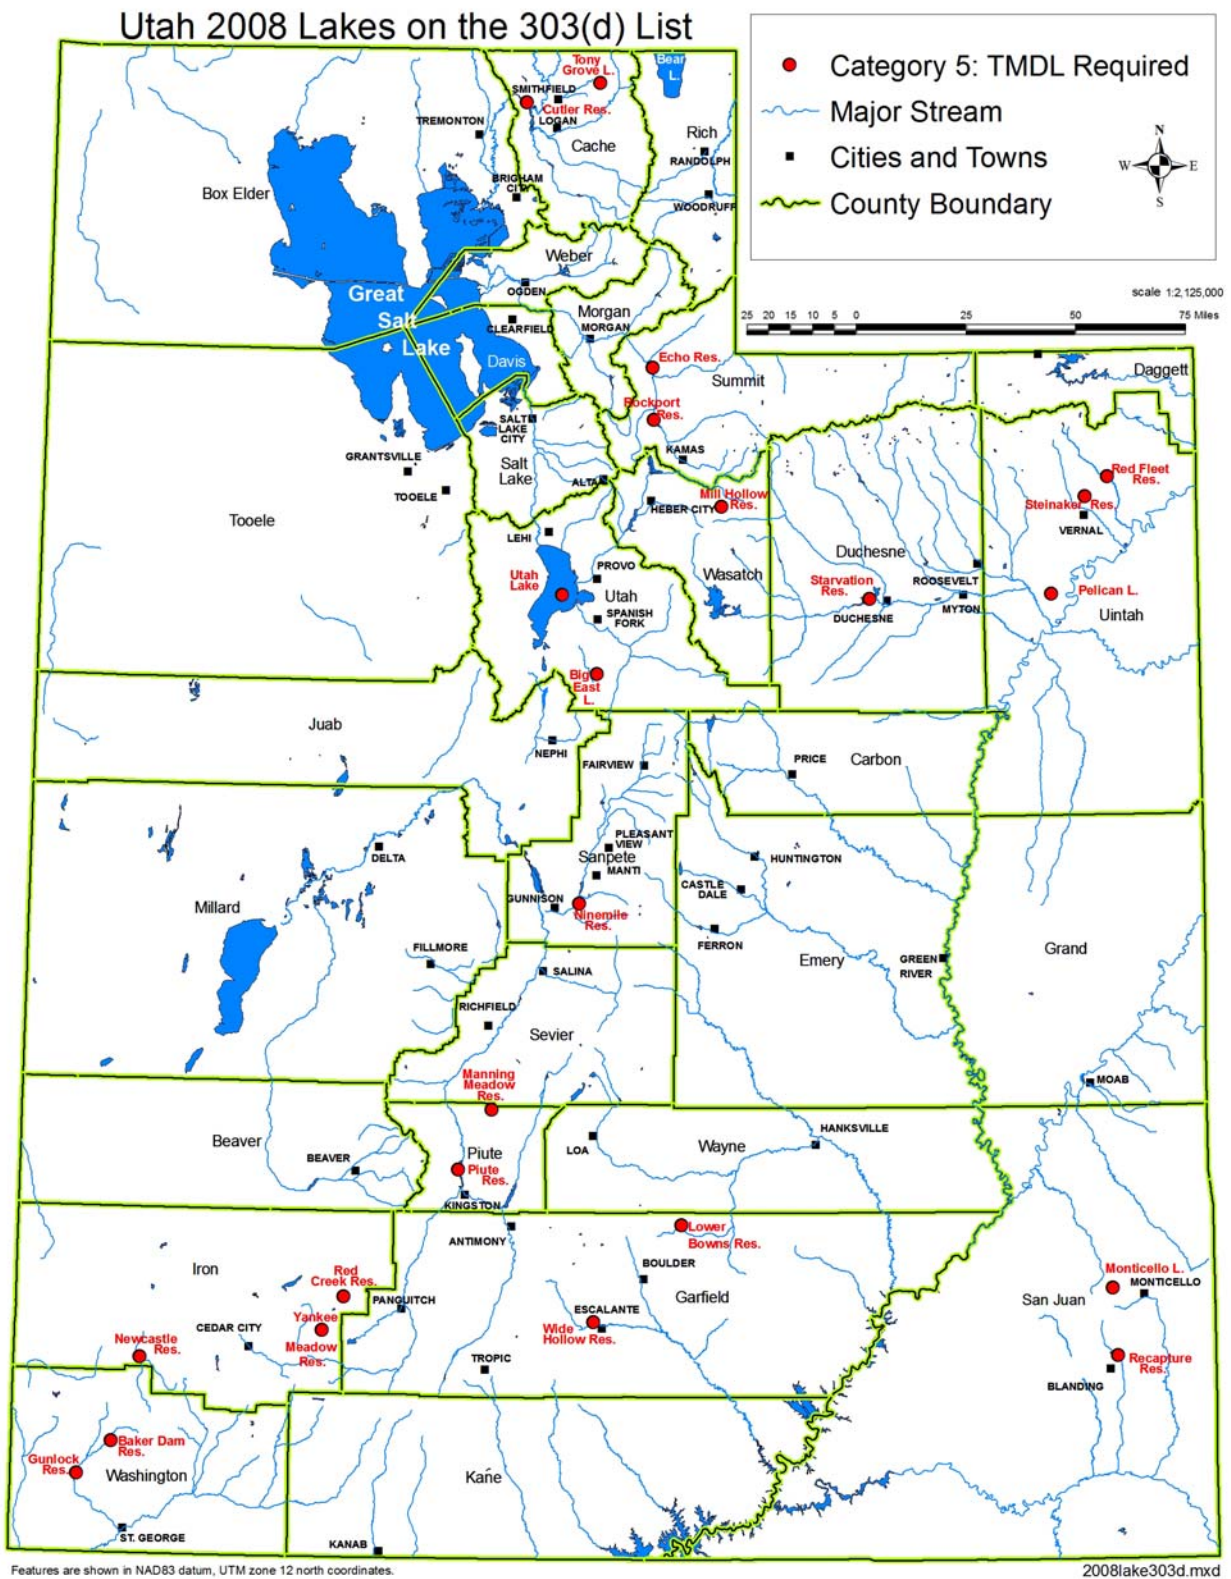 Utah 2008 Lakes on the 303(d) List
Category 5: TMDL Required
Major Stream
Cities and Towns
County Boundary
N
W
E
S
scale 1:2,125,000
25 20 15 10 5 0 25 50 75 Miles
Tony
Grove L.
Bear
L.
SMITHFIELD
Cutler Res.
LOGAN
TREMONTON
Cache
Rich
RANDOLPH
Box Elder
BRIGHAM
CITY
WOODRUFF
Weber
OGDEN
Great
Salt
Lake
Morgan
MORGAN
CLEARFIELD
Davis
Echo Res.
Summit
Daggett
Rockport
Res.
SALT
LAKE
CITY
KAMAS
GRANTSVILLE
Salt
Lake
ALTA
TOOELE
Mill Hollow
Res.
HEBER CITY
Red Fleet
Res.
Steinaker Res.
VERNAL
Tooele
LEHI
Duchesne
PROVO
Utah
Lake
Utah
Wasatch
Starvation
Res.
ROOSEVELT
Pelican L.
SPANISH
FORK
DUCHESNE
MYTON
Uintah
Big
East
L.
Juab
NEPHI
FAIRVIEW
PRICE
Carbon
DELTA
PLEASANT
VIEW
Sanpete
MANTI
HUNTINGTON
CASTLE
DALE
Millard
GUNNISON
Ninemile
Res.
FERRON
FILLMORE
Emery
GREEN
RIVER
Grand
SALINA
RICHFIELD
Sevier
Manning
Meadow
Res.
MOAB
Beaver
BEAVER
LOA
Wayne
HANKSVILLE
Piute
Piute
Res.
KINGSTON
ANTIMONY
Lower
Bowns Res.
BOULDER
Iron
Red
Creek Res.
Garfield
Monticello L.
MONTICELLO
San Juan
PANGUITCH
Yankee
Meadow
Res.
ESCALANTE
Wide
Hollow Res.
CEDAR CITY
Newcastle
Res.
TROPIC
Recapture
Res.
BLANDING
Baker Dam
Res.
Gunlock
Res.
Washington
Kane
ST. GEORGE
KANAB
Features are shown in NAD83 datum, UTM zone 12 north coordinates.
2008lake303d.mxd